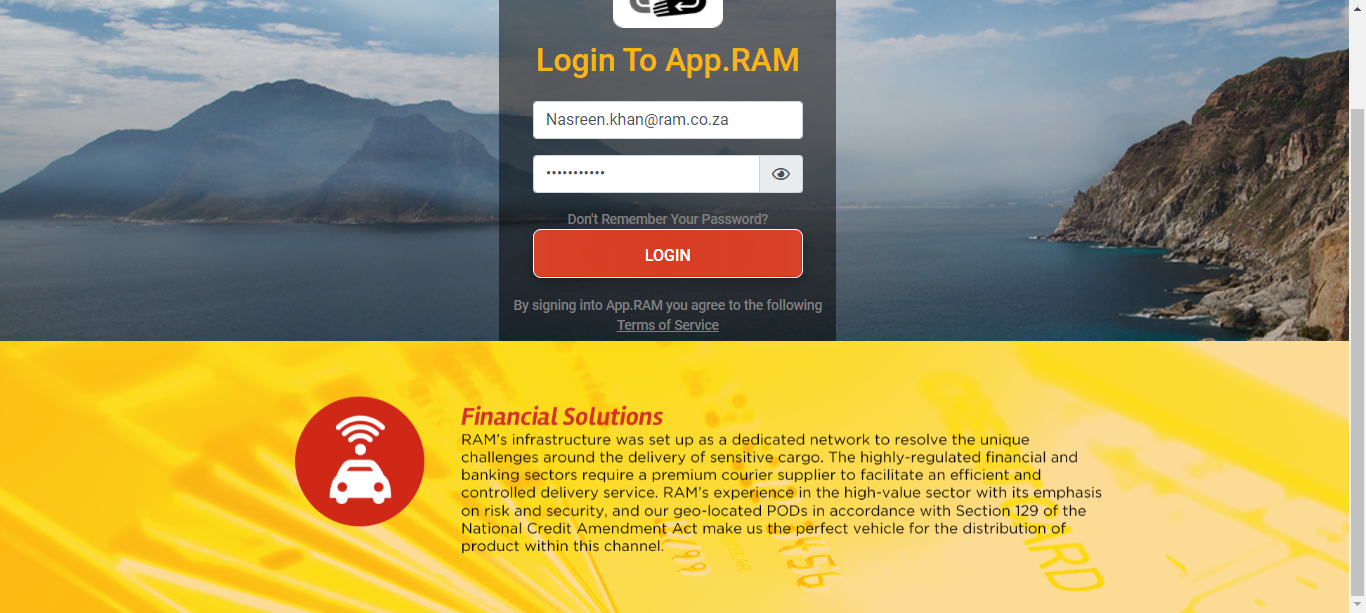 Login To App.RAM
Nasreen.khan@ram.co.za
•••••••••••
Don't Remember Your Password?
LOGIN
By signing into App.RAM you agree to the following
Terms of Service
Financial Solutions
RAM's infrastructure was set up as a dedicated network to resolve the unique
challenges around the delivery of sensitive cargo. The highly-regulated financial and
banking sectors require a premium courier supplier to facilitate an efficient and
controlled delivery service. RAM's experience in the high-value sector with its emphasis
on risk and security, and our geo-located PODs in accordance with Section 129 of the
National Credit Amendment Act make us the perfect vehicle for the distribution of
product within this channel.